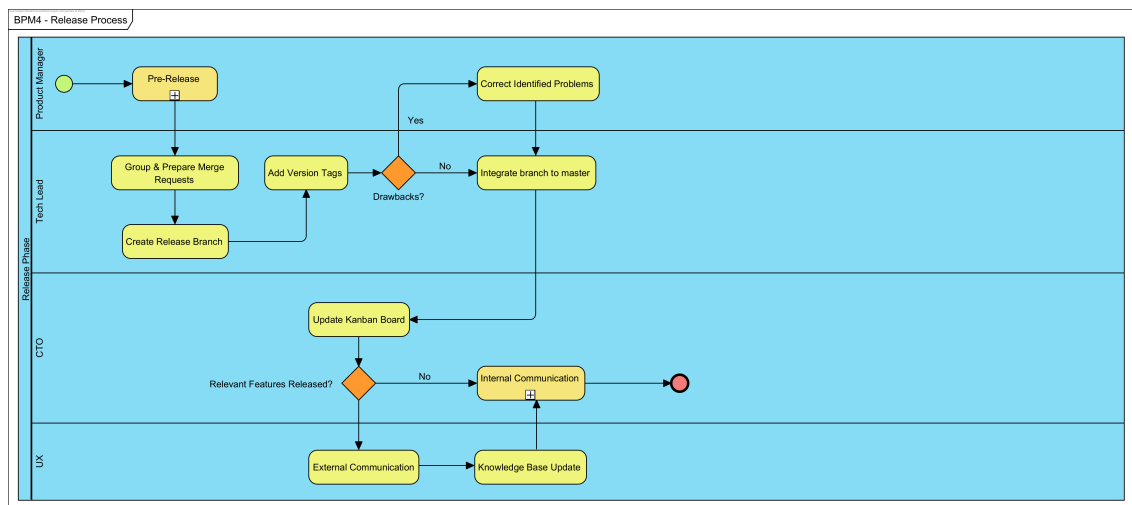 BPM4 - Release Process
Release Phase
Product Manager
Pre-Release
Correct Identified Problems
Yes
Tech Lead
Group & Prepare Merge
Requests
Add Version Tags
No
Integrate branch to master
Drawbacks?
Create Release Branch
CTO
Update Kanban Board
Relevant Features Released?
No
Internal Communication
UX
External Communication
Knowledge Base Update